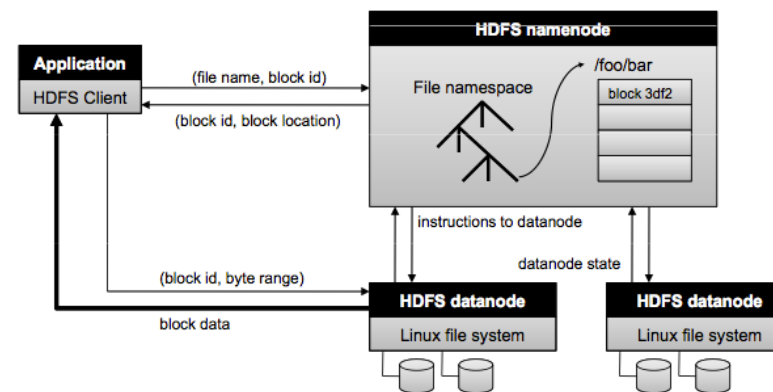 HDFS namenode
Application
HDFS Client
(file name, block id)
(block id, block location)
File namespace
/foo/bar
block 3df2
instructions to datanode
datanode state
(block id, byte range)
block data
HDFS datanode
Linux file system
HDFS datanode
Linux file system